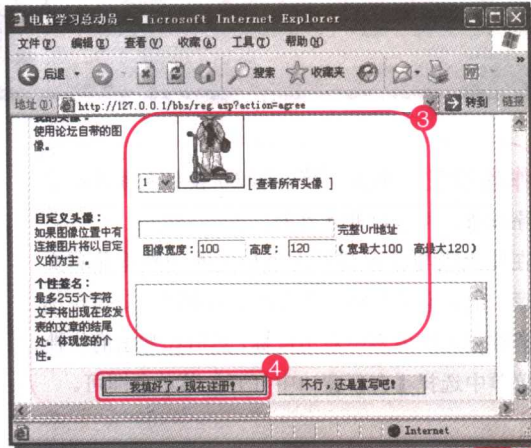 电脑学习总动员 - Microsoft Internet Explorer
文件(F) 编辑(E) 查看(V) 收藏(A) 工具(T) 帮助(H)
后退 搜索 收藏夹
地址(D) http://127.0.0.1/bbs/reg.asp?action=agree 转到 链接
3
我的头像：
使用论坛自带的图
像。
1 [ 查看所有头像 ]
自定义头像：
如果图像位置中有
连接图片将以自定
义的为主。
完整Url地址
图像宽度： 100 高度： 120 （宽最大100 高最大120）
个性签名：
最多255个字符
文字将出现在您发
表的文章的结尾
处。体现您的个
性。
4
我填好了，现在注册！ 不行，还是重写吧！
Internet